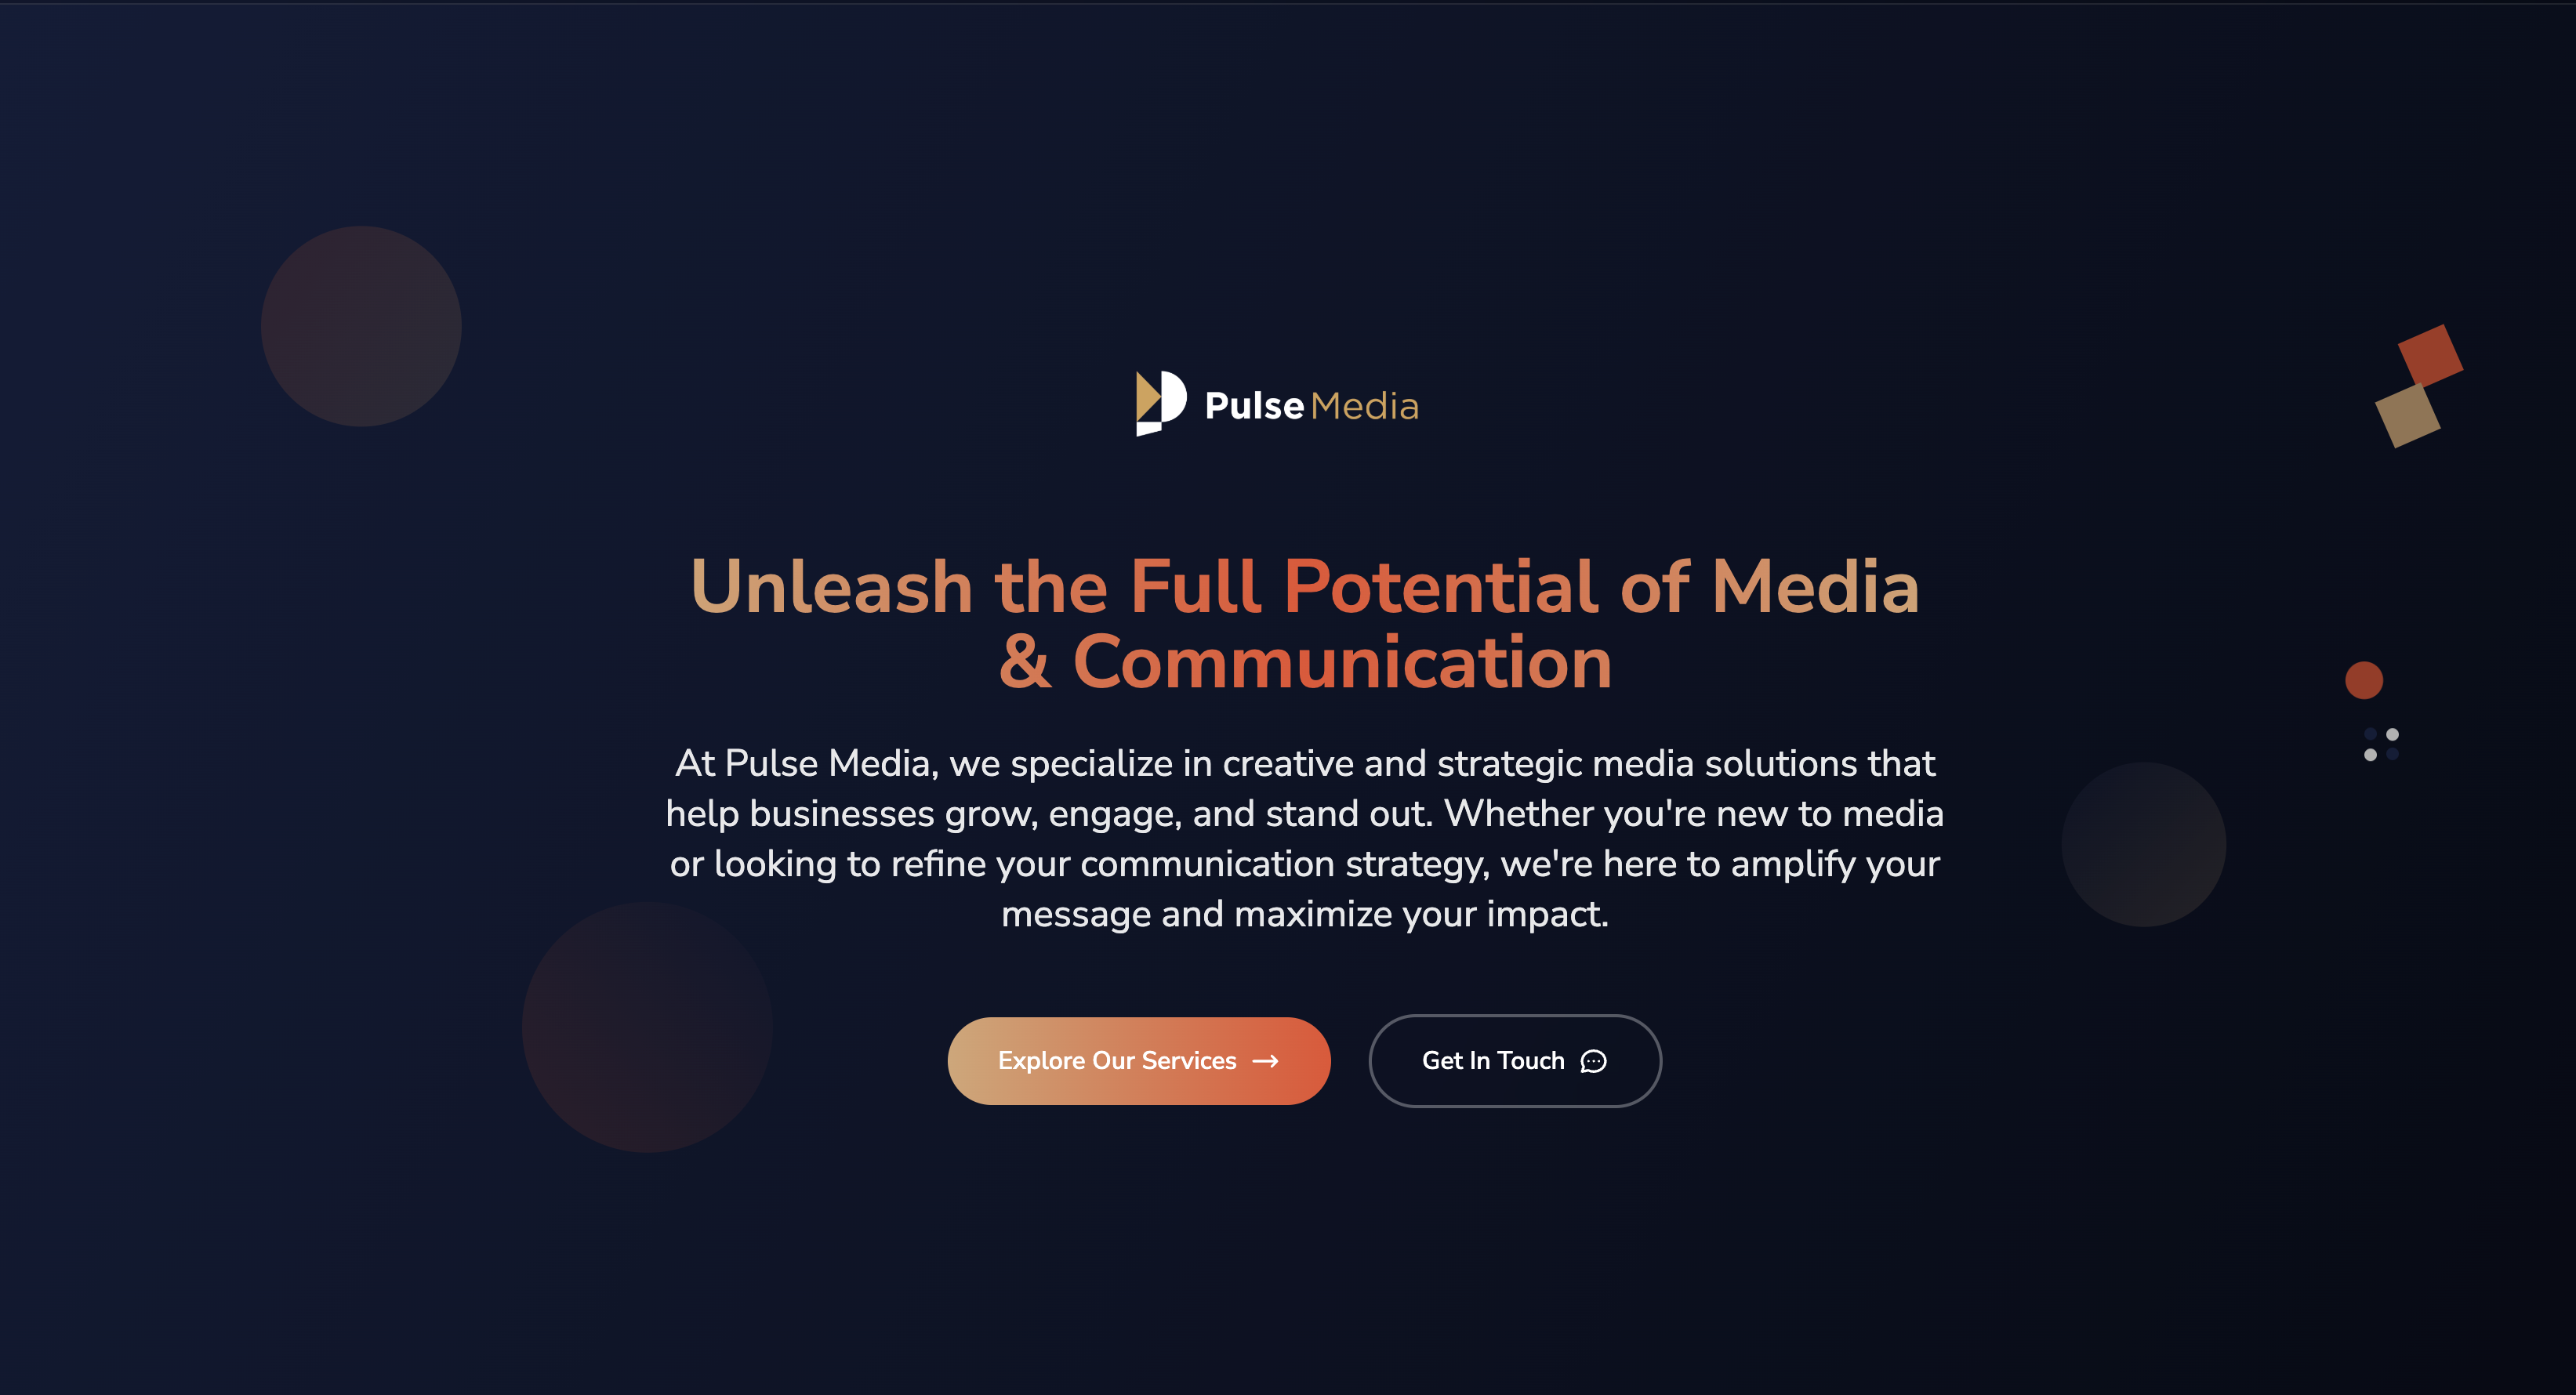 Pulse Media
Unleash the Full Potential of Media
& Communication
At Pulse Media, we specialize in creative and strategic media solutions that
help businesses grow, engage, and stand out. Whether you're new to media
or looking to refine your communication strategy, we're here to amplify your
message and maximize your impact.
Explore Our Services
Get In Touch